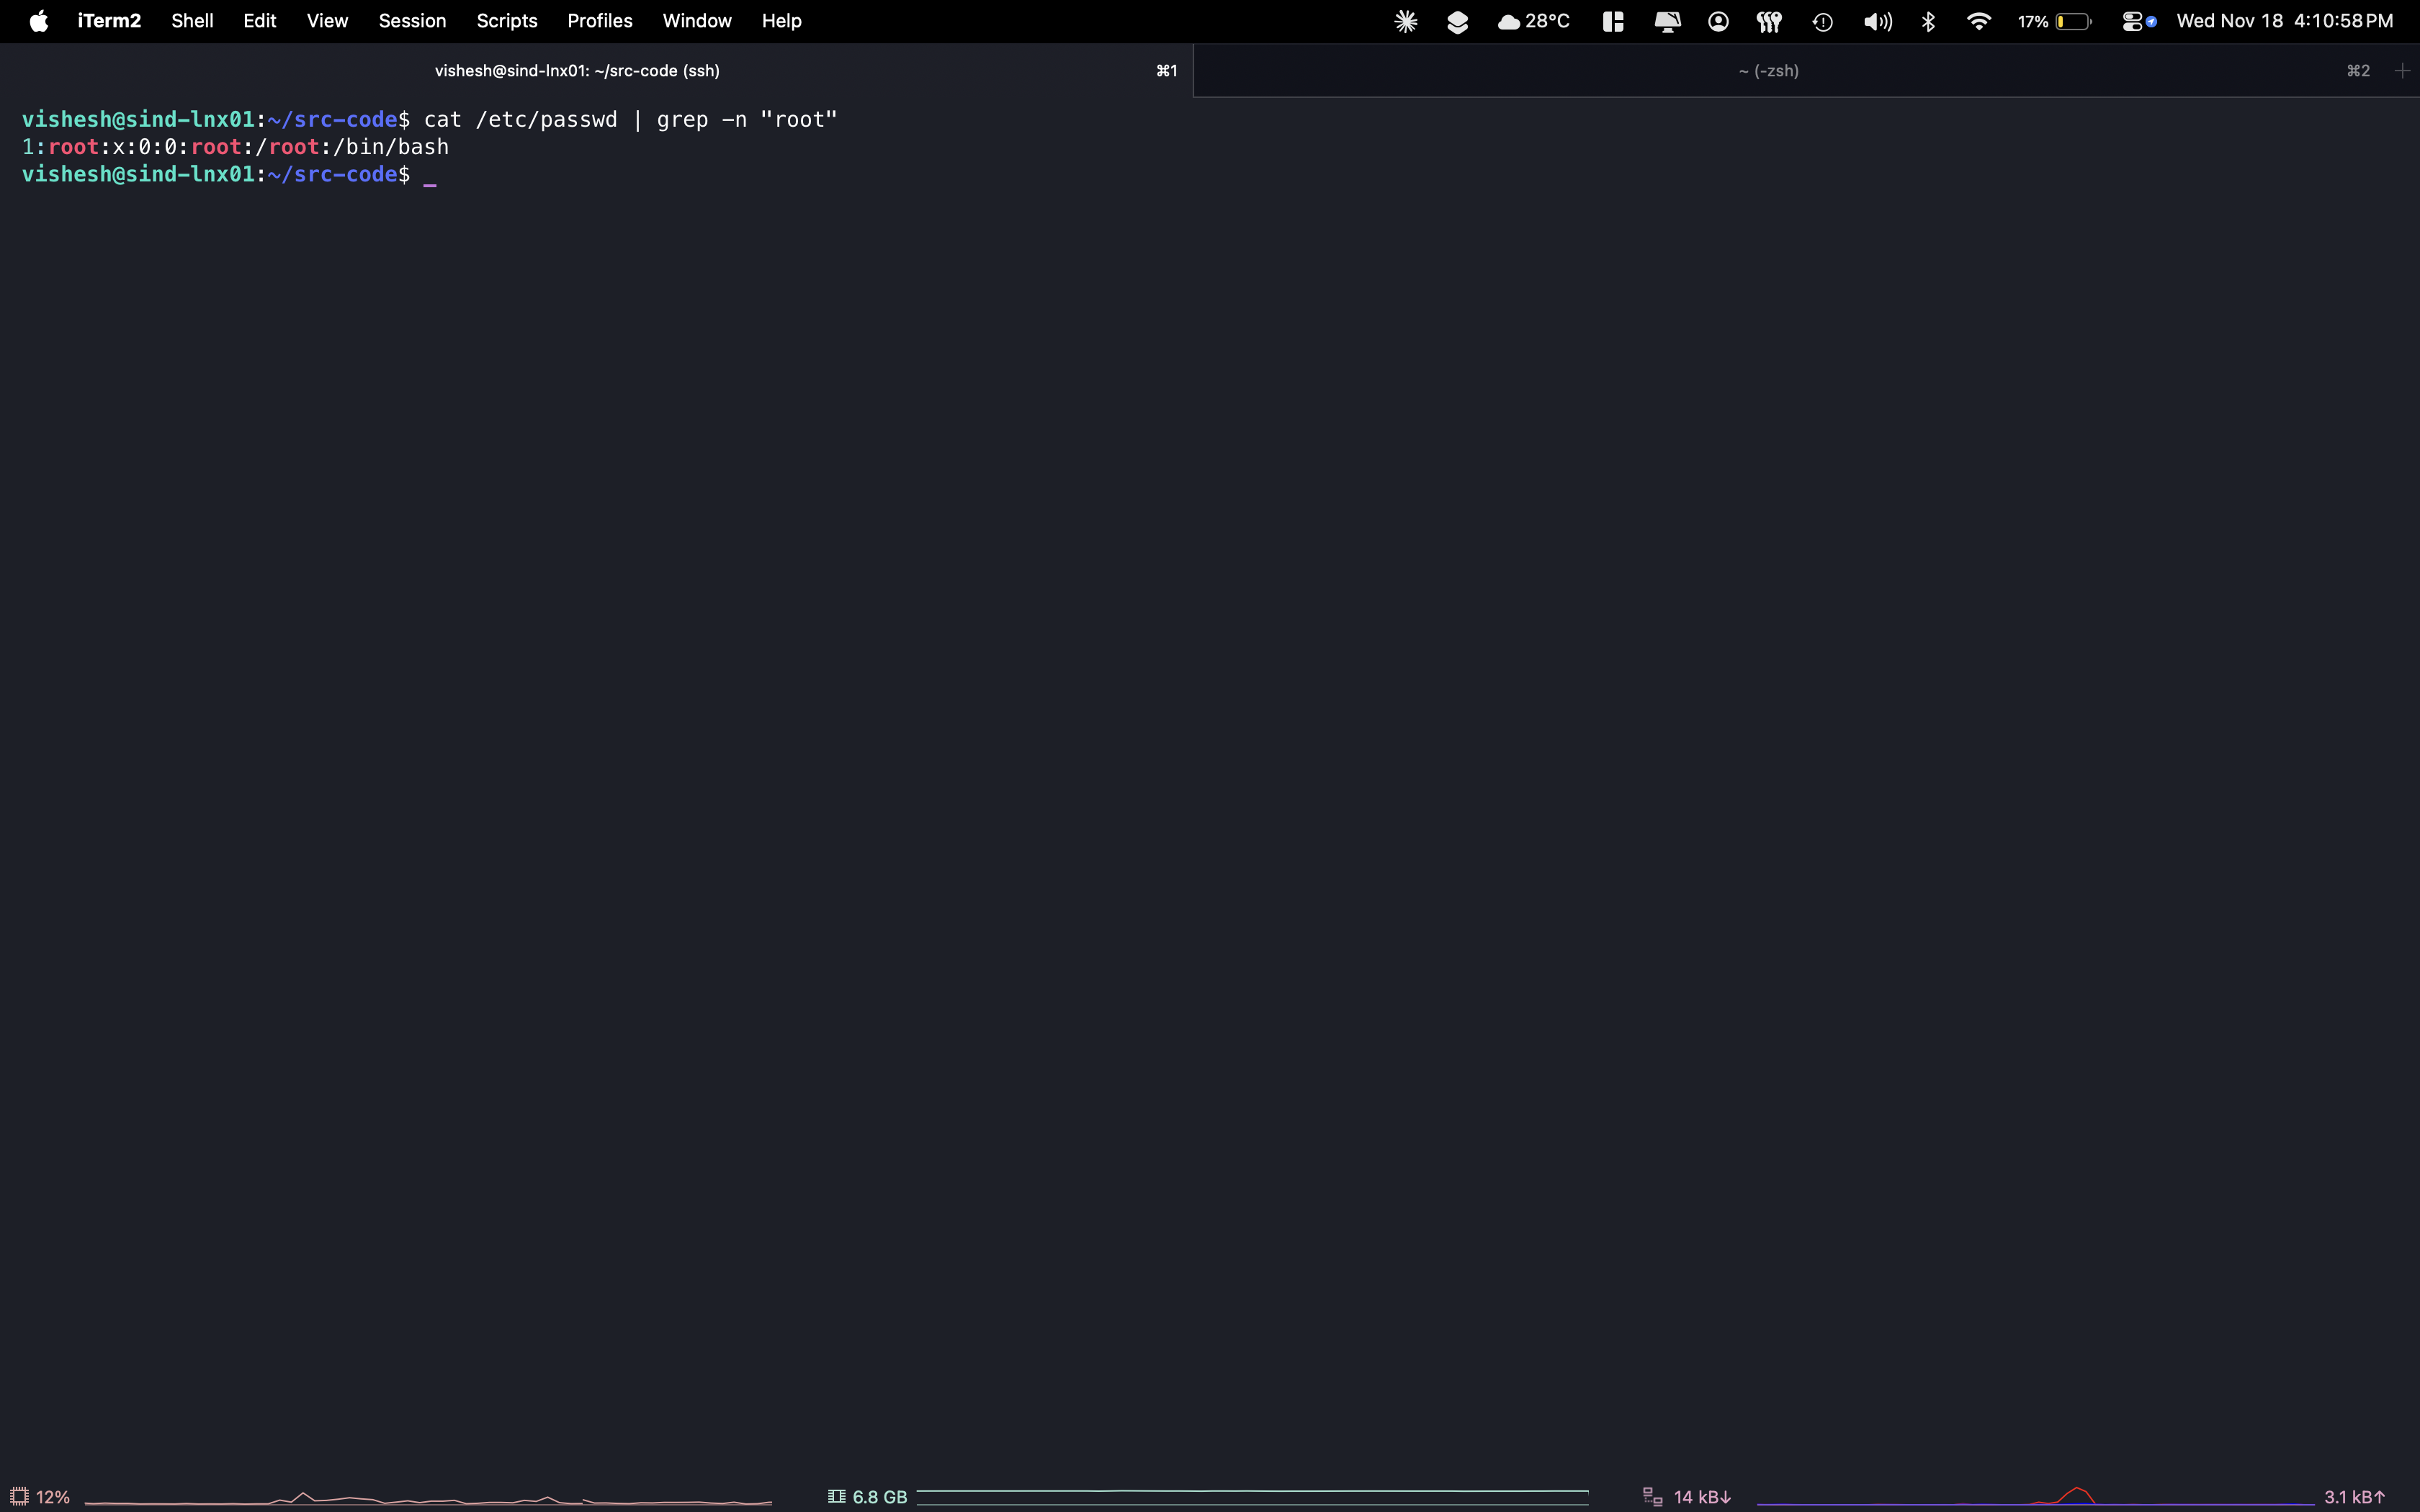 iTerm2 Shell Edit View Session Scripts Profiles Window Help 28°C 17% Wed Nov 18 4:10:58 PM
vishesh@sind-lnx01: ~/src-code (ssh) ⌘1 ~ (-zsh) ⌘2
vishesh@sind-lnx01:~/src-code$ cat /etc/passwd | grep -n "root"
1:root:x:0:0:root:/root:/bin/bash
vishesh@sind-lnx01:~/src-code$ _
12% 6.8 GB 14 kB↓ 3.1 kB↑